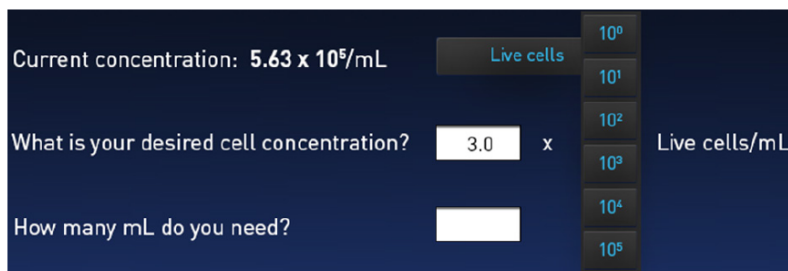 10⁰
Current concentration: 5.63 x 10⁵/mL Live cells
10¹
10²
What is your desired cell concentration? 3.0 x Live cells/mL
10³
10⁴
How many mL do you need?
10⁵